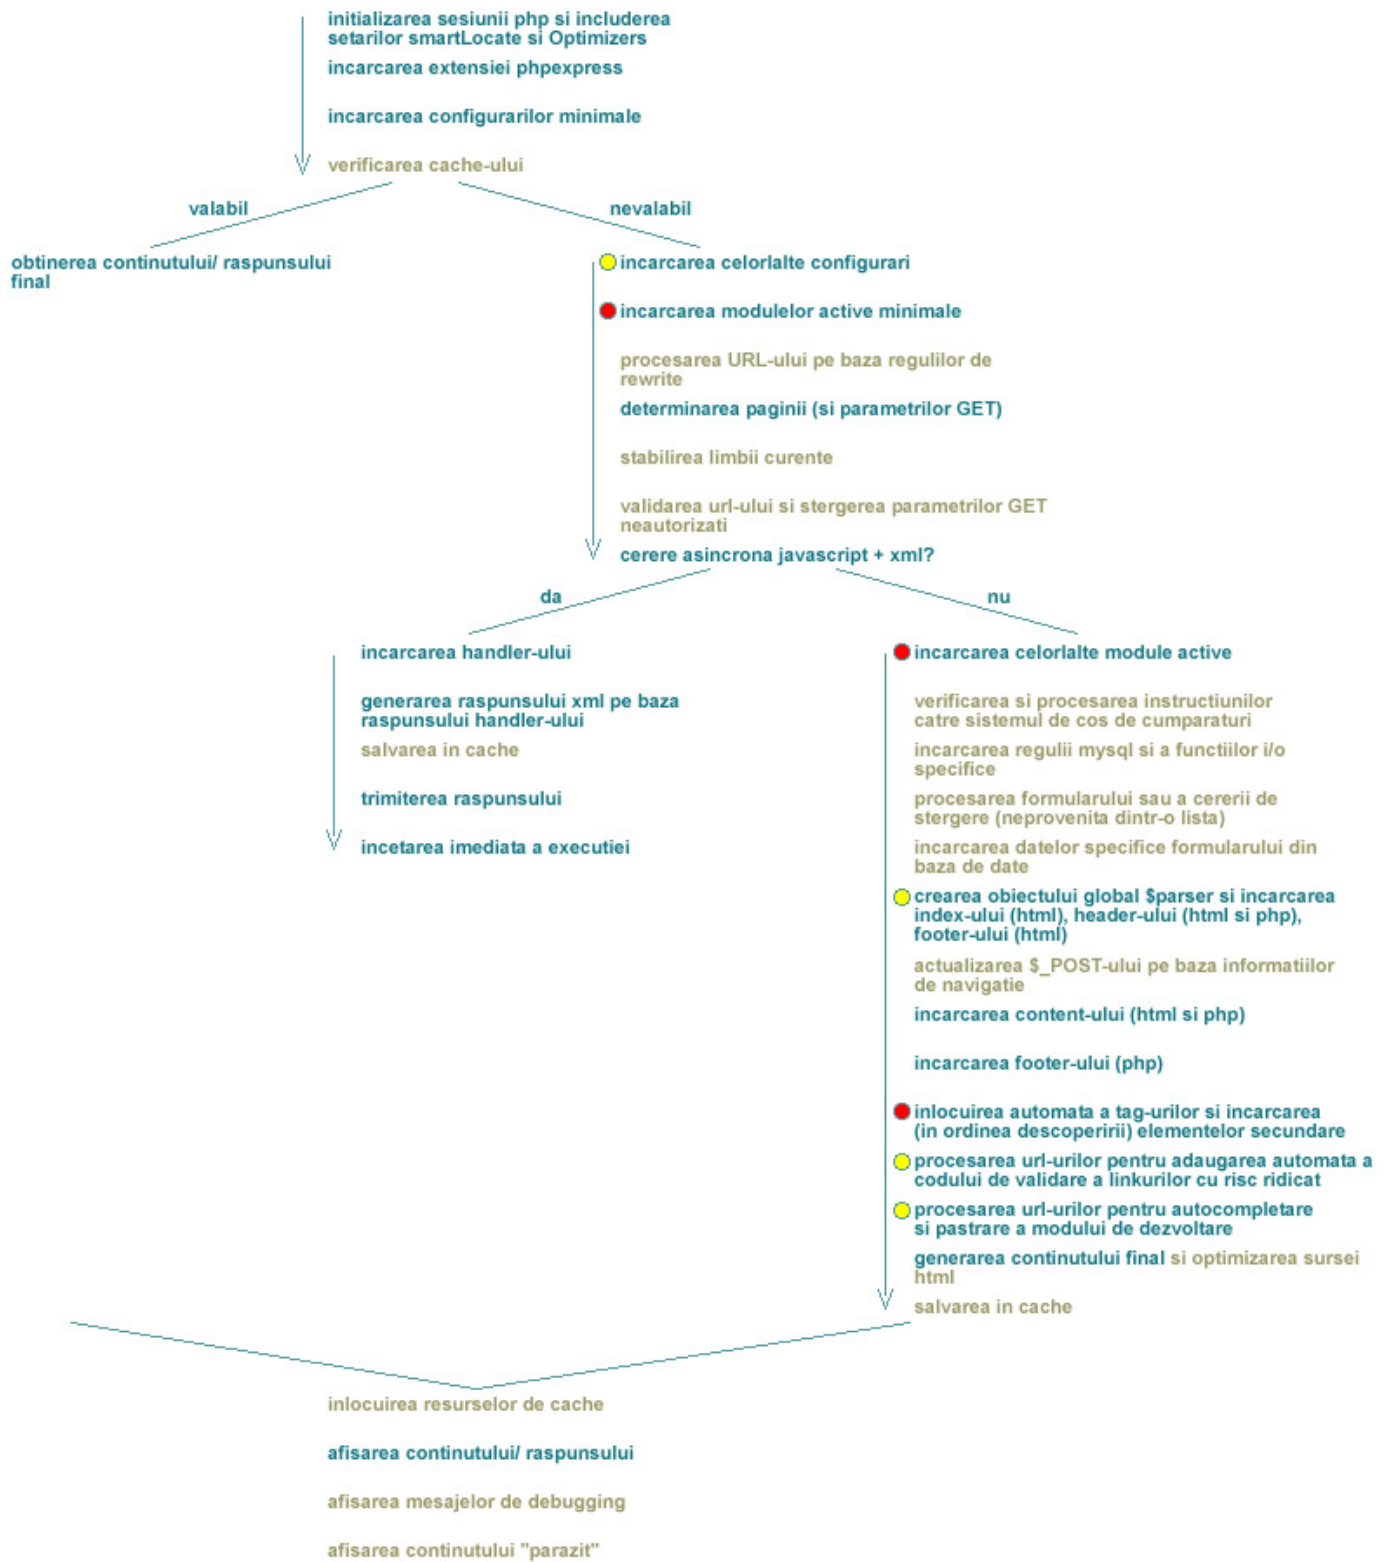 initializarea sesiunii php si includerea
setarilor smartLocate si Optimizers
incarcarea extensiei phpexpress
incarcarea configurarilor minimale
verificarea cache-ului
valabil
nevalabil
obtinerea continutului/ raspunsului
final
incarcarea celorlalte configurari
incarcarea modulelor active minimale
procesarea URL-ului pe baza regulilor de
rewrite
determinarea paginii (si parametrilor GET)
stabilirea limbii curente
validarea url-ului si stergerea parametrilor GET
neautorizati
cerere asincrona javascript + xml?
da
nu
incarcarea handler-ului
generarea raspunsului xml pe baza
raspunsului handler-ului
salvarea in cache
trimiterea raspunsului
incetarea imediata a executiei
incarcarea celorlalte module active
verificarea si procesarea instructiunilor
catre sistemul de cos de cumparaturi
incarcarea regulii mysql si a functiilor i/o
specifice
procesarea formularului sau a cererii de
stergere (neprovenita dintr-o lista)
incarcarea datelor specifice formularului din
baza de date
crearea obiectului global $parser si incarcarea
index-ului (html), header-ului (html si php),
footer-ului (html)
actualizarea $_POST-ului pe baza informatiilor
de navigatie
incarcarea content-ului (html si php)
incarcarea footer-ului (php)
inlocuirea automata a tag-urilor si incarcarea
(in ordinea descoperirii) elementelor secundare
procesarea url-urilor pentru adaugarea automata a
codului de validare a linkurilor cu risc ridicat
procesarea url-urilor pentru autocompletare
si pastrare a modului de dezvoltare
generarea continutului final si optimizarea sursei
html
salvarea in cache
inlocuirea resurselor de cache
afisarea continutului/ raspunsului
afisarea mesajelor de debugging
afisarea continutului "parazit"